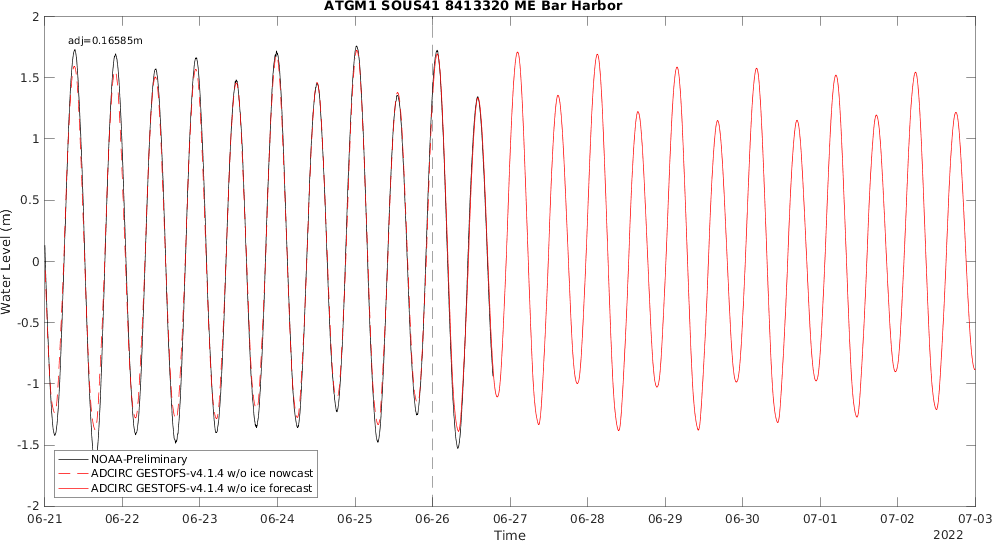 ATGM1 SOUS41 8413320 ME Bar Harbor
adj=0.16585m
2
1.5
1
0.5
0
-0.5
-1
-1.5
-2
Water Level (m)
NOAA-Preliminary
ADCIRC GESTOFS-v4.1.4 w/o ice nowcast
ADCIRC GESTOFS-v4.1.4 w/o ice forecast
06-21 06-22 06-23 06-24 06-25 06-26 06-27 06-28 06-29 06-30 07-01 07-02 07-03
Time
2022